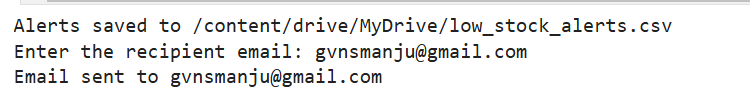 Alerts saved to /content/drive/MyDrive/low_stock_alerts.csv
Enter the recipient email: gvnsmanju@gmail.com
Email sent to gvnsmanju@gmail.com